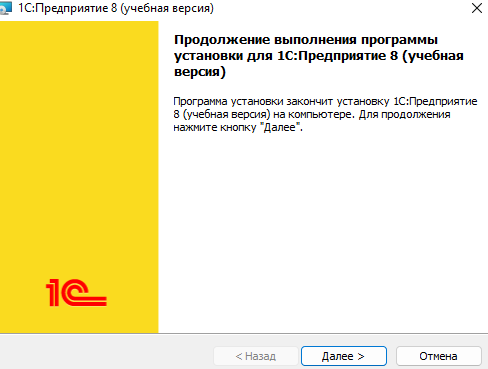 1С:Предприятие 8 (учебная версия)
Продолжение выполнения программы
установки для 1С:Предприятие 8 (учебная
версия)
Программа установки закончит установку 1С:Предприятие
8 (учебная версия) на компьютере. Для продолжения
нажмите кнопку "Далее".
1С
< Назад
Далее >
Отмена